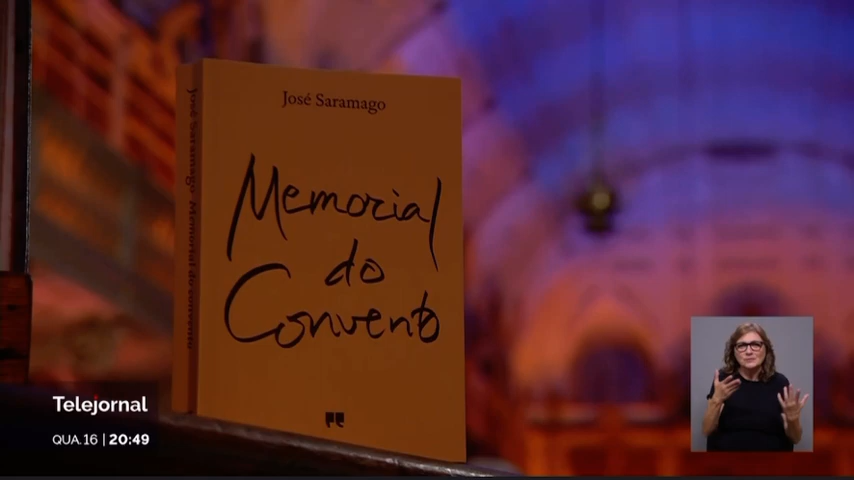 José Saramago
Memorial
do
Convento
José Saramago Memorial do convento
Telejornal
QUA.16 | 20:49